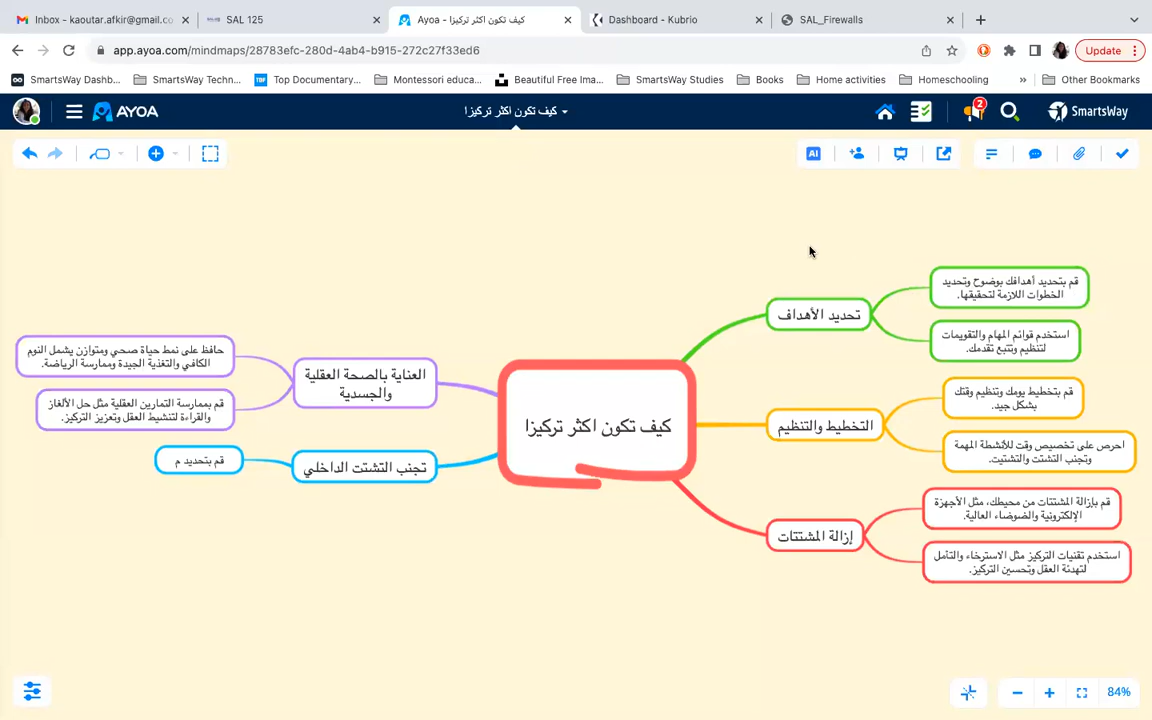 Inbox - kaoutar.afkir@gmail.co
SAL 125
Ayoa - كيف تكون اكثر تركيزا
Dashboard - Kubrio
SAL_Firewalls
app.ayoa.com/mindmaps/28783efc-280d-4ab4-b915-272c27f33ed6
Update
SmartsWay Dashb...
SmartsWay Techn...
Top Documentary...
Montessori educa...
Beautiful Free Ima...
SmartsWay Studies
Books
Home activities
Homeschooling
»
Other Bookmarks
AYOA
كيف تكون اكثر تركيزا
2
SmartsWay
AI
كيف تكون اكثر تركيزا
تحديد الأهداف
قم بتحديد أهدافك بوضوح وتحديد
الخطوات اللازمة لتحقيقها.
استخدم قوائم المهام والتقويمات
لتنظيم وتتبع تقدمك.
التخطيط والتنظيم
قم بتخطيط يومك وتنظيم وقتك
بشكل جيد.
احرص على تخصيص وقت للأنشطة المهمة
وتجنب التشتت والتشتيت.
إزالة المشتتات
قم بإزالة المشتتات من محيطك، مثل الأجهزة
الإلكترونية والضوضاء العالية.
استخدم تقنيات التركيز مثل الاسترخاء والتأمل
لتهدئة العقل وتحسين التركيز.
العناية بالصحة العقلية
والجسدية
حافظ على نمط حياة صحي ومتوازن يشمل النوم
الكافي والتغذية الجيدة وممارسة الرياضة.
قم بممارسة التمارين العقلية مثل حل الألغاز
والقراءة لتنشيط العقل وتعزيز التركيز.
تجنب التشتت الداخلي
قم بتحديد م
84%